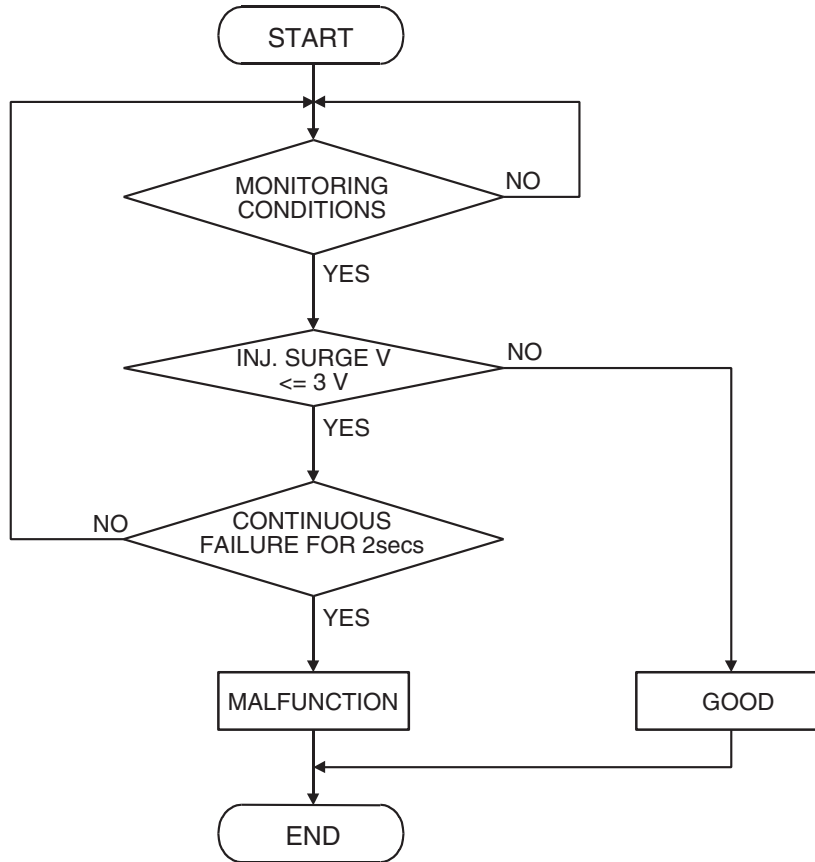 START
MONITORING
CONDITIONS
NO
YES
INJ. SURGE V
<= 3 V
NO
YES
NO
CONTINUOUS
FAILURE FOR 2secs
YES
MALFUNCTION
GOOD
END